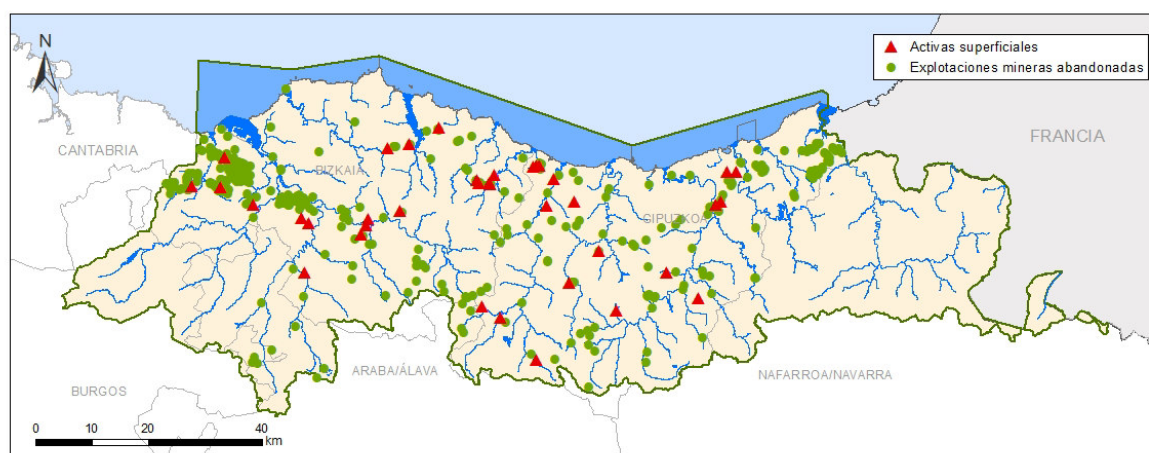 N
Activas superficiales
Explotaciones mineras abandonadas
CANTABRIA
BIZKAIA
FRANCIA
GIPUZKOA
ARABA/ÁLAVA
NAFARROA/NAVARRA
BURGOS
0 10 20 40
km